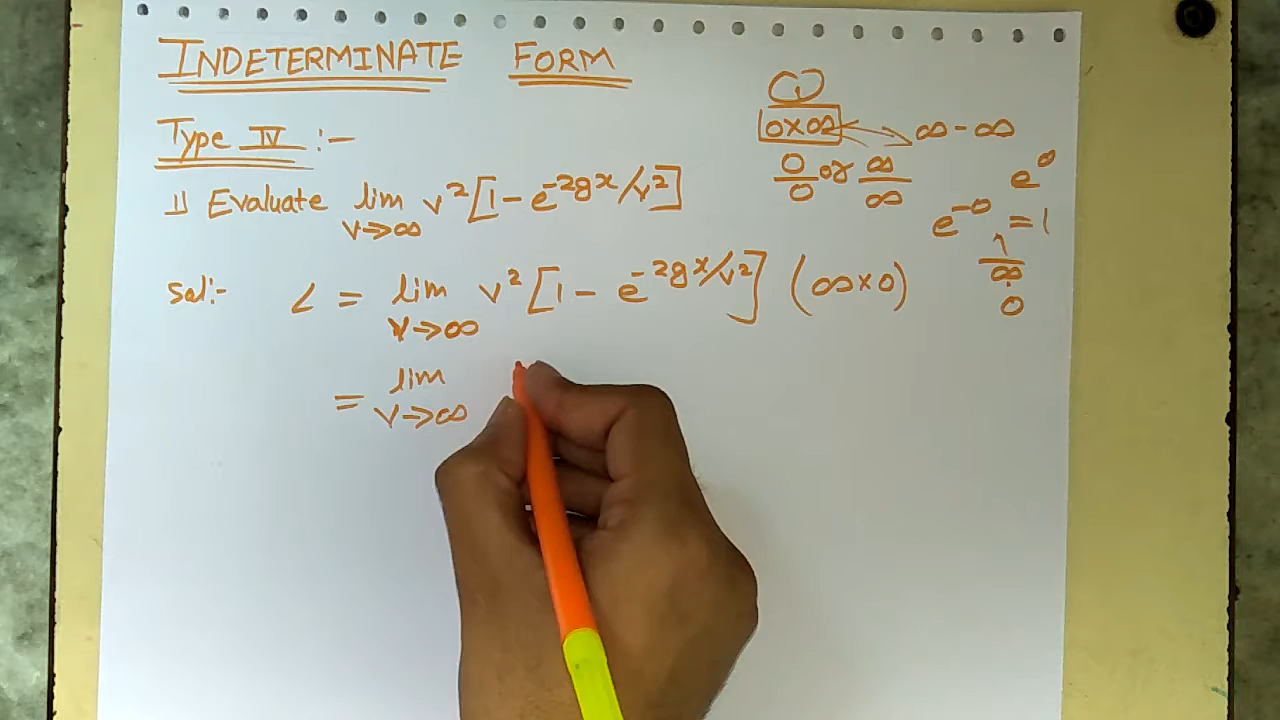 INDETERMINATE FORM
Type IV :-
1) Evaluate lim v→∞ v²[1-e^-2gx/v²]
0×∞ ∞-∞
0/0 or ∞/∞
e^0
e^-0 = 1
1/∞
0
Sol:- L = lim v→∞ v²[1-e^-2gx/v²] (∞×0)
= lim v→∞